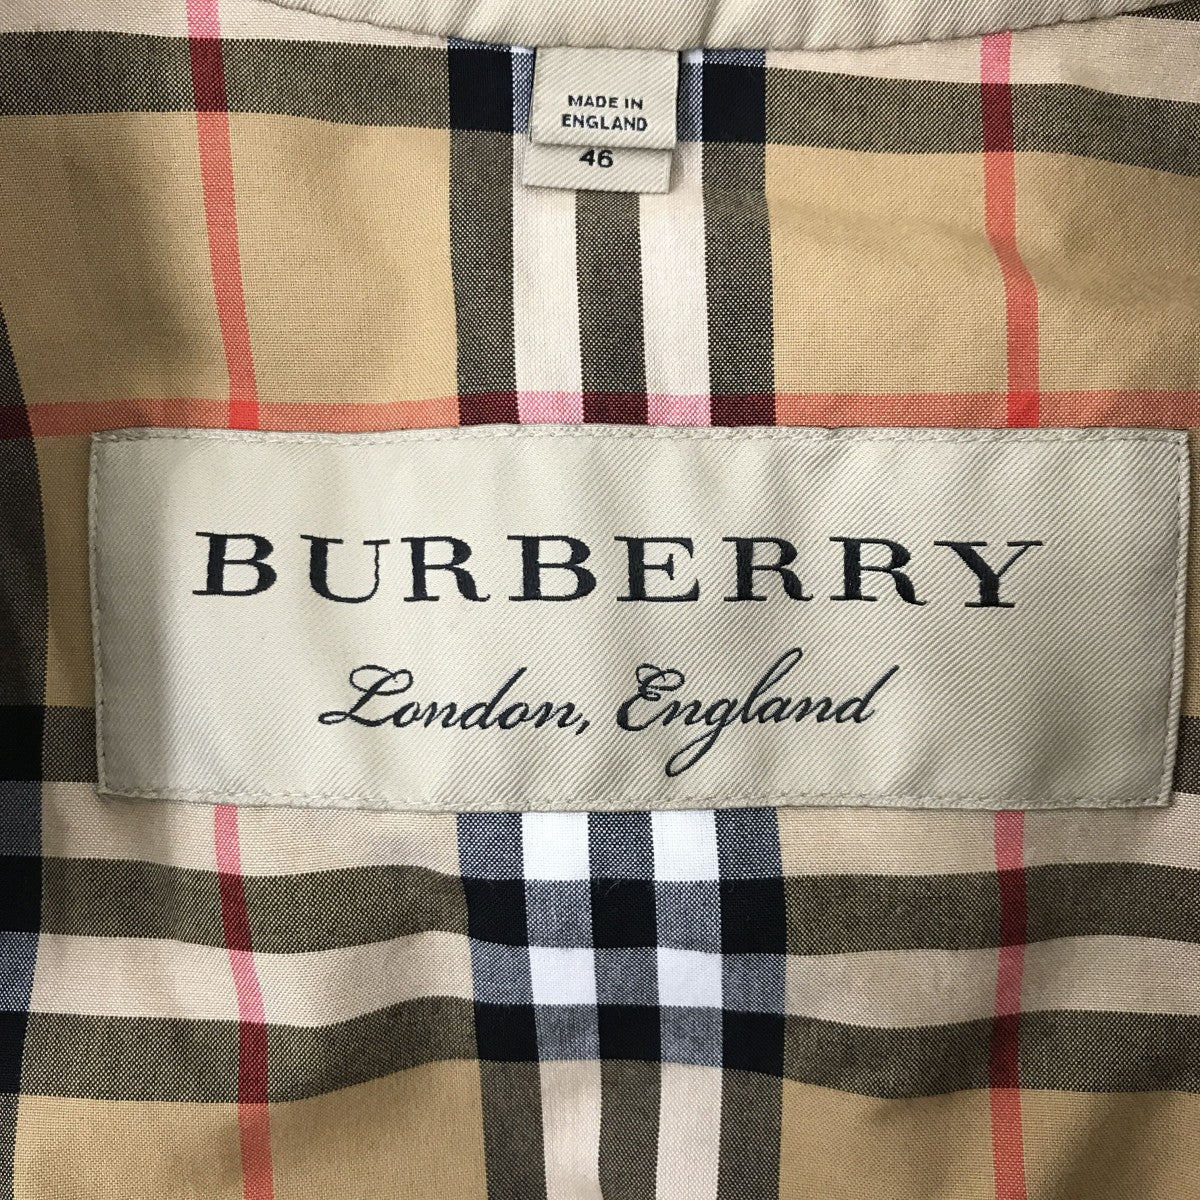 MADE IN
ENGLAND
46
BURBERRY
London, England